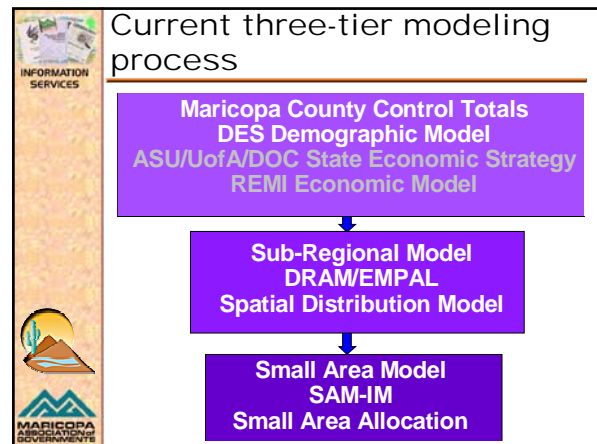 Current three-tier modeling
process
INFORMATION
SERVICES
Maricopa County Control Totals
DES Demographic Model
ASU/UofA/DOC State Economic Strategy
REMI Economic Model
Sub-Regional Model
DRAM/EMPAL
Spatial Distribution Model
Small Area Model
SAM-IM
Small Area Allocation
MARICOPA
ASSOCIATION of
GOVERNMENTS